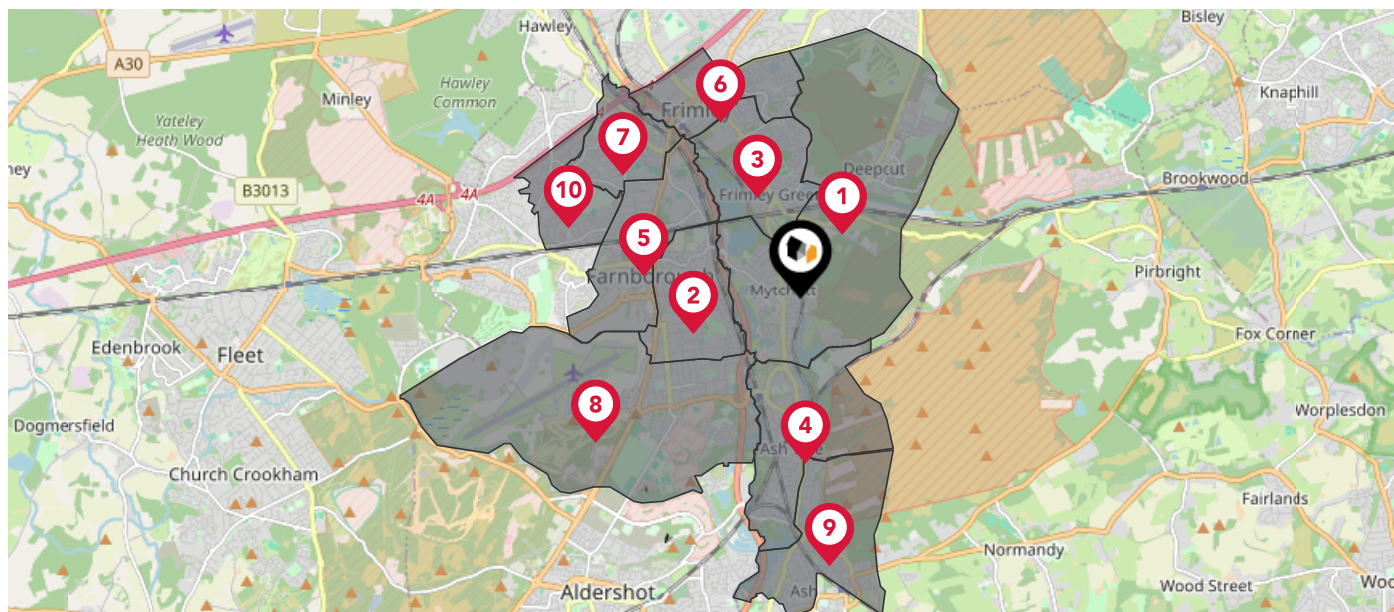 Hawley
Bisley
A30
6
Hawley
Common
Minley
Knaphill
Yateley
Heath Wood
7
3
Deepcut
Brookwood
B3013
4A
4A
10
Frimley Green
1
5
Pirbright
Farnborough
2
Mytchett
Fox Corner
Edenbrook
Fleet
8
Worplesdon
Dogmersfield
4
Church Crookham
Fairlands
9
Normandy
Aldershot
Ash
Wood Street